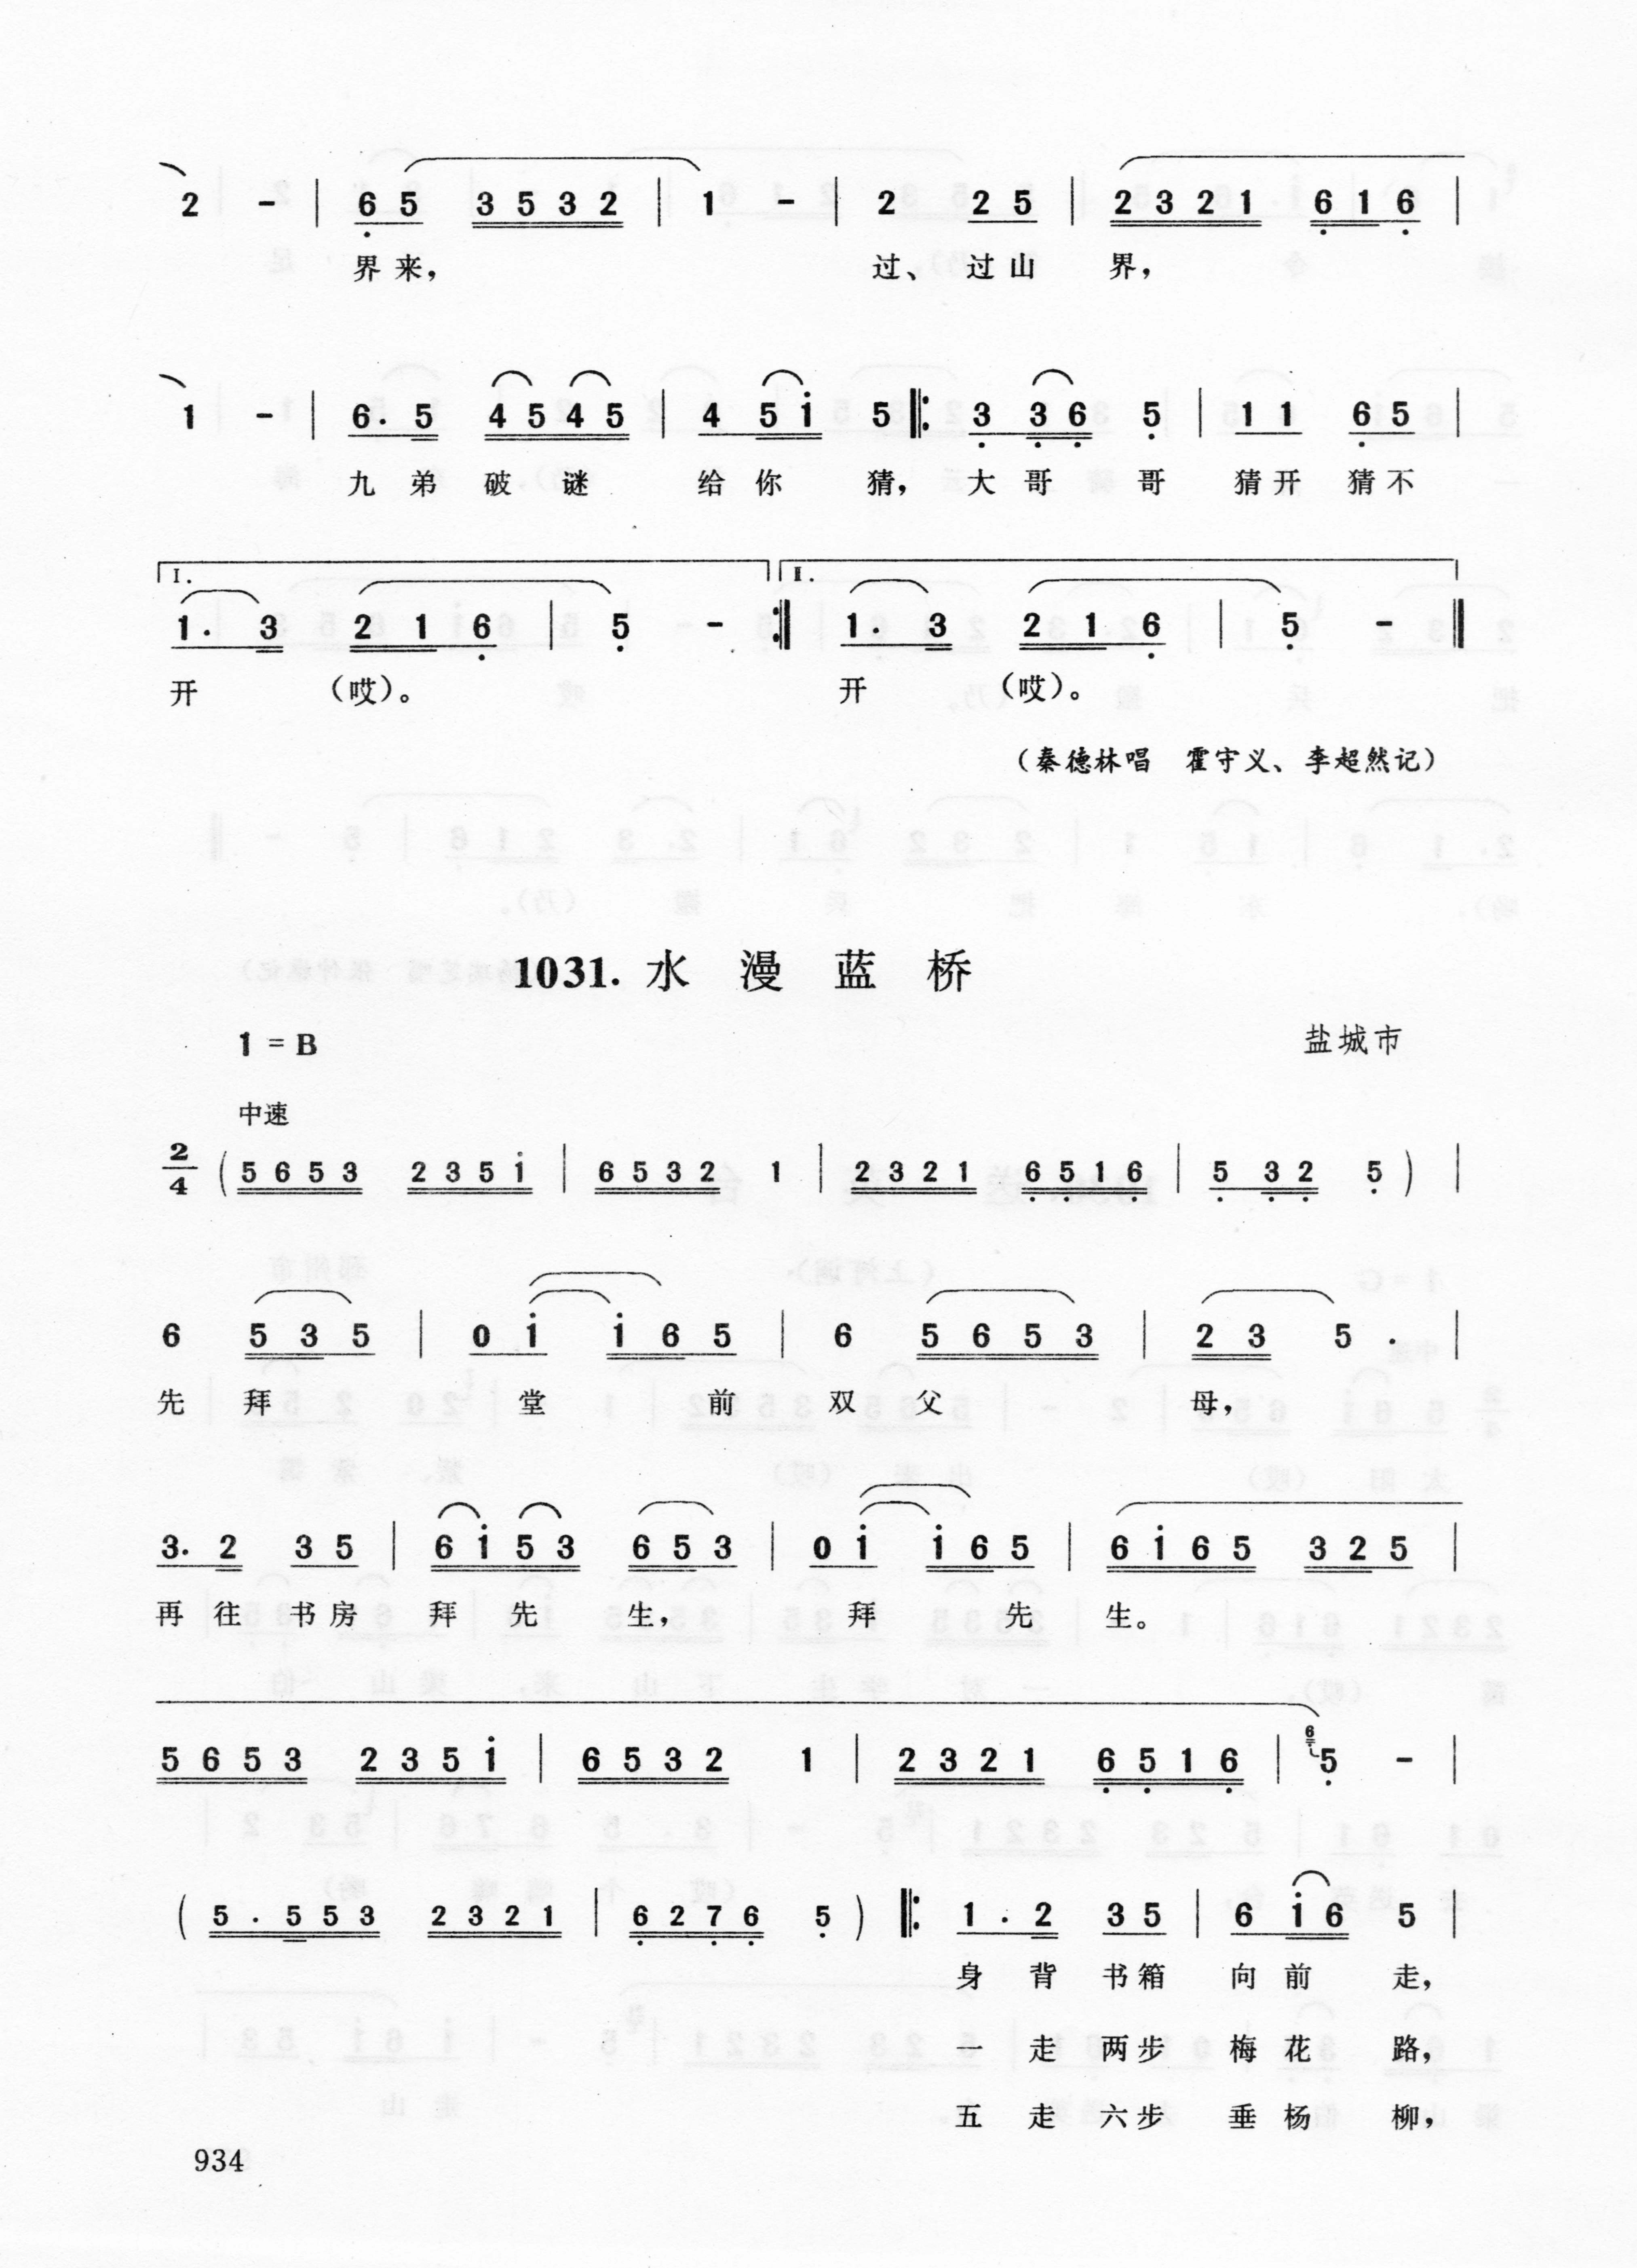 2 - | 6 5 3 5 3 2 | 1 - | 2 2 5 | 2 3 2 1 6 1 6 |
界 来， 过、 过 山 界，
1 - | 6 . 5 4 5 4 5 | 4 5 i 5 ‖: 3 3 6 5 | 1 1 6 5 |
九 弟 破 谜 给 你 猜， 大 哥 哥 猜 开 猜 不
I. II.
1 . 3 2 1 6 | 5 - :‖ 1 . 3 2 1 6 | 5 - ‖
开 （哎）。 开 （哎）。
（秦德林唱 霍守义、李超然记）
1031. 水 漫 蓝 桥
1 = B 盐城市
中速
2/4 ( 5 6 5 3 2 3 5 i | 6 5 3 2 1 | 2 3 2 1 6 5 1 6 | 5 3 2 5 ) |
6 5 3 5 | 0 i i 6 5 | 6 5 6 5 3 | 2 3 5 . |
先 拜 堂 前 双 父 母，
3 . 2 3 5 | 6 i 5 3 6 5 3 | 0 i i 6 5 | 6 i 6 5 3 2 5 |
再 往 书 房 拜 先 生， 拜 先 生。
5 6 5 3 2 3 5 i | 6 5 3 2 1 | 2 3 2 1 6 5 1 6 | 6 5 - |
( 5 . 5 5 3 2 3 2 1 | 6 2 7 6 5 ) ‖: 1 . 2 3 5 | 6 i 6 5 |
身 背 书 箱 向 前 走，
一 走 两 步 梅 花 路，
五 走 六 步 垂 杨 柳，
934